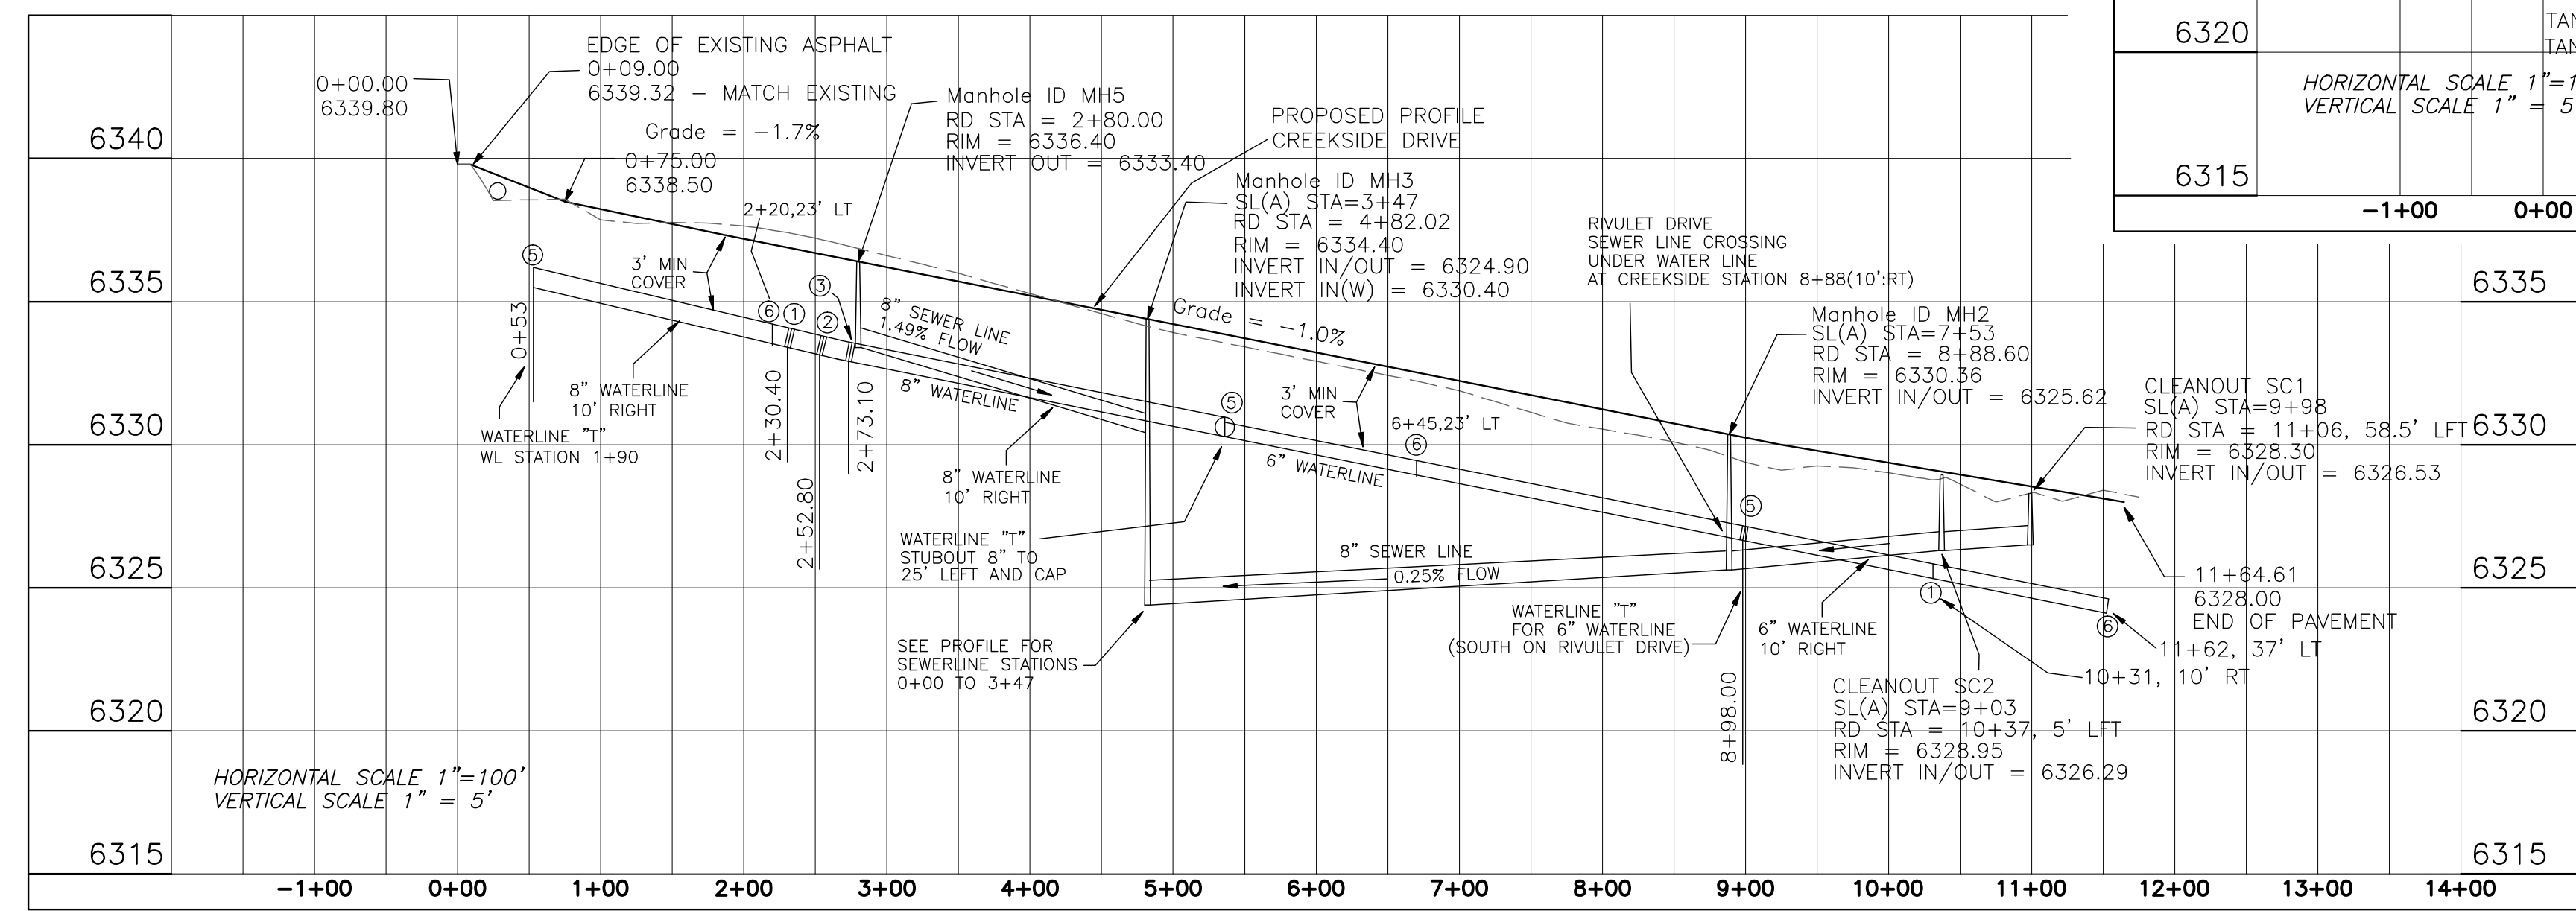 EDGE OF EXISTING ASPHALT
0+09.00
6339.32 - MATCH EXISTING
0+00.00
6339.80
Grade = -1.7%
0+75.00
6338.50
Manhole ID MH5
RD STA = 2+80.00
RIM = 6336.40
INVERT OUT = 6333.40
PROPOSED PROFILE
CREEKSIDE DRIVE
Manhole ID MH3
SL(A) STA=3+47
RD STA = 4+82.02
RIM = 6334.40
INVERT IN/OUT = 6324.90
INVERT IN(W) = 6330.40
RIVULET DRIVE
SEWER LINE CROSSING
UNDER WATER LINE
AT CREEKSIDE STATION 8+88(10':RT)
Manhole ID MH2
SL(A) STA=7+53
RD STA = 8+88.60
RIM = 6330.36
INVERT IN/OUT = 6325.62
CLEANOUT SC1
SL(A) STA=9+98
RD STA = 11+06, 58.5' LFT
RIM = 6328.30
INVERT IN/OUT = 6326.53
6340
6335
6330
6325
6320
6315
2+20,23' LT
3' MIN
COVER
5
6
1
2
3
0+53
8" WATERLINE
10' RIGHT
WATERLINE "T"
WL STATION 1+90
2+30.40
2+52.80
2+73.10
8" SEWER LINE
1.49% FLOW
8" WATERLINE
8" WATERLINE
10' RIGHT
Grade = -1.0%
5
3' MIN
COVER
6+45,23' LT
6
6" WATERLINE
WATERLINE "T"
STUBOUT 8" TO
25' LEFT AND CAP
8" SEWER LINE
0.25% FLOW
SEE PROFILE FOR
SEWERLINE STATIONS
0+00 TO 3+47
5
WATERLINE "T"
FOR 6" WATERLINE
(SOUTH ON RIVULET DRIVE)
8+98.00
6" WATERLINE
10' RIGHT
1
6
11+64.61
6328.00
END OF PAVEMENT
11+62, 37' LT
10+31, 10' RT
CLEANOUT SC2
SL(A) STA=9+03
RD STA = 10+37, 5' LFT
RIM = 6328.95
INVERT IN/OUT = 6326.29
HORIZONTAL SCALE 1"=100'
VERTICAL SCALE 1" = 5'
6335
6330
6325
6320
6315
-1+00 0+00 1+00 2+00 3+00 4+00 5+00 6+00 7+00 8+00 9+00 10+00 11+00 12+00 13+00 14+00
6320
6315
HORIZONTAL SCALE 1"=1
VERTICAL SCALE 1" = 5
-1+00 0+00
TAN
TAN